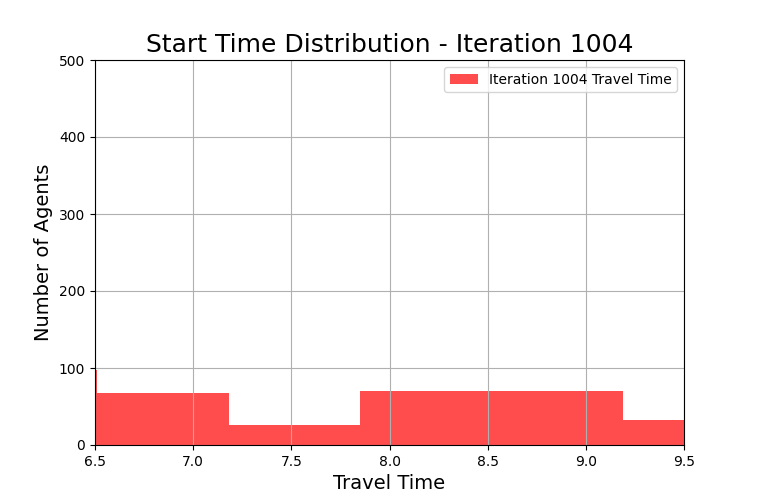 Start Time Distribution - Iteration 1004
Iteration 1004 Travel Time
Number of Agents
500
400
300
200
100
0
6.5 7.0 7.5 8.0 8.5 9.0 9.5
Travel Time